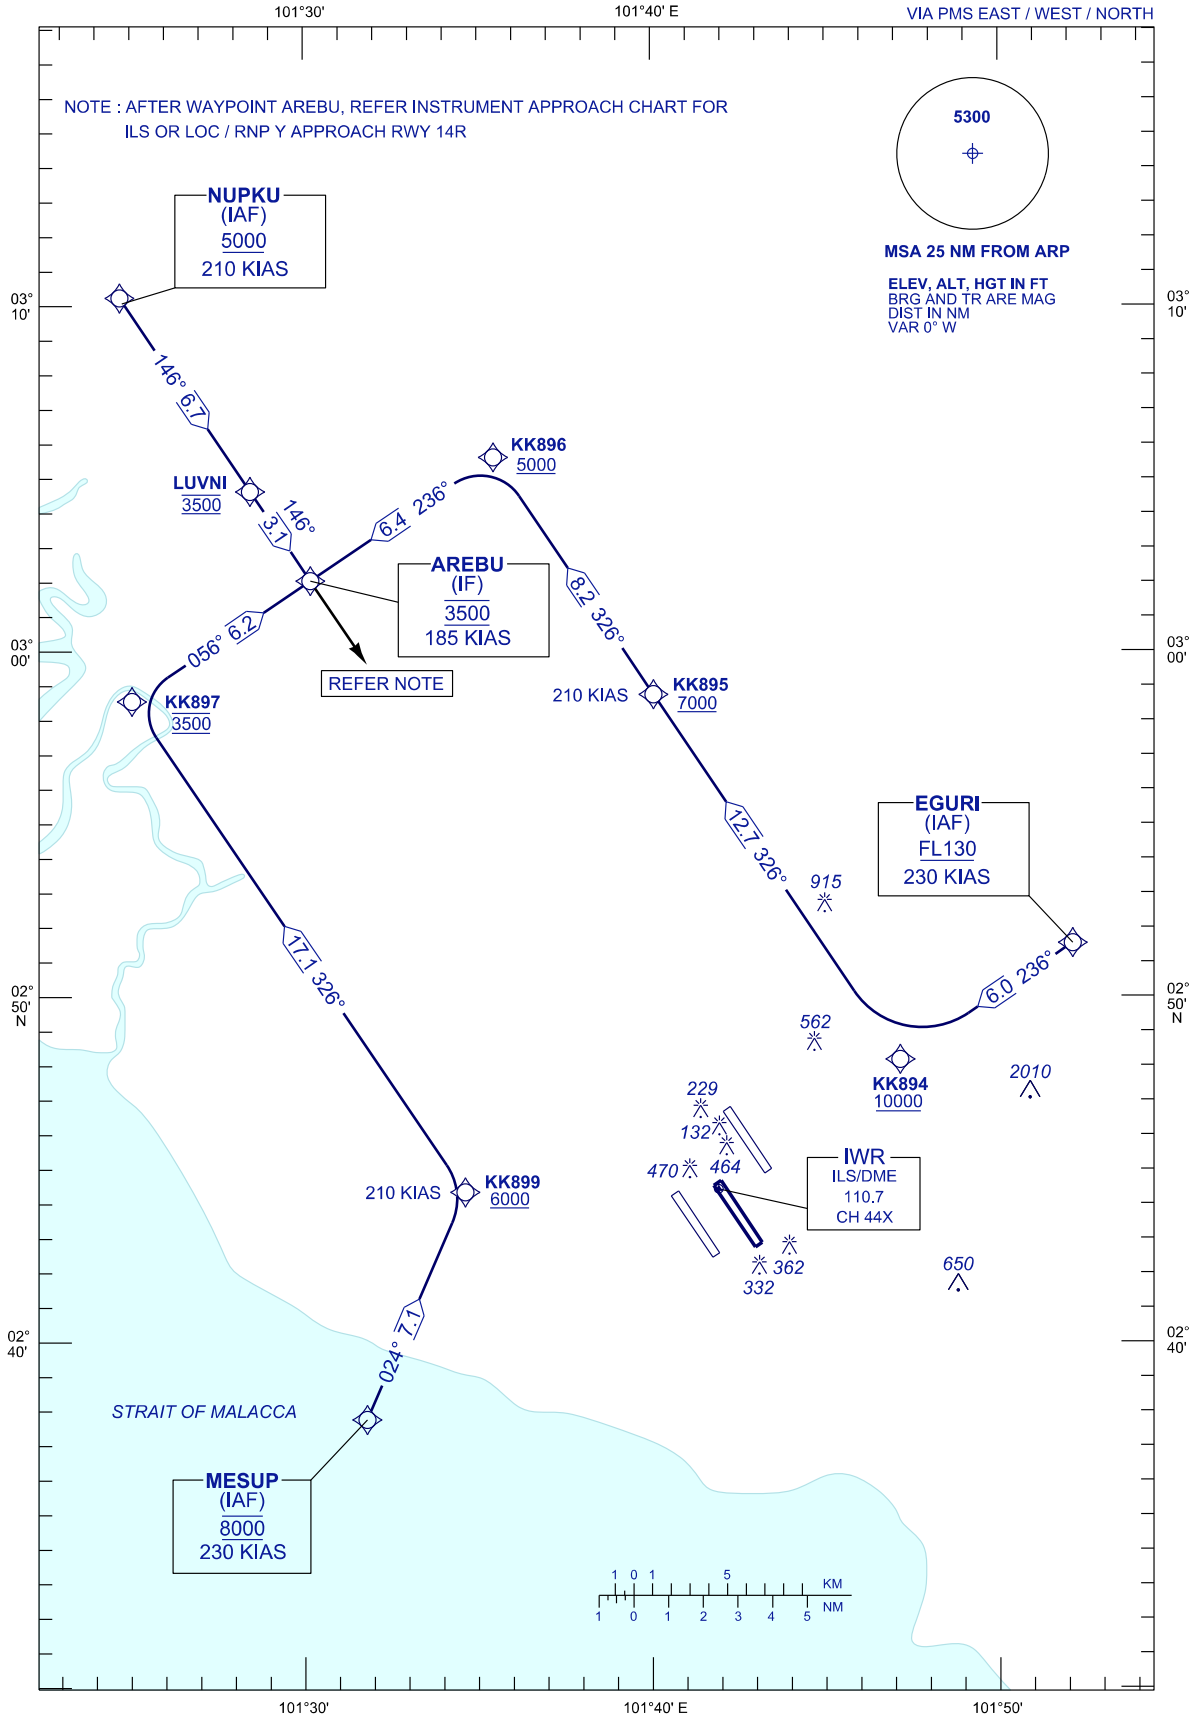 101°30'
101°40' E
VIA PMS EAST / WEST / NORTH
NOTE : AFTER WAYPOINT AREBU, REFER INSTRUMENT APPROACH CHART FOR
ILS OR LOC / RNP Y APPROACH RWY 14R
5300
MSA 25 NM FROM ARP
ELEV, ALT, HGT IN FT
BRG AND TR ARE MAG
DIST IN NM
VAR 0° W
NUPKU
(IAF)
5000
210 KIAS
03°
10'
03°
10'
146° 6.7
KK896
5000
LUVNI
3500
146°
3.1
6.4 236°
AREBU
(IF)
3500
185 KIAS
8.2 326°
056° 6.2
03°
00'
03°
00'
REFER NOTE
KK897
3500
210 KIAS
KK895
7000
EGURI
(IAF)
FL130
230 KIAS
12.7 326°
915
17.1 326°
6.0 236°
02°
50'
N
02°
50'
N
562
KK894
10000
2010
229
132
464
470
IWR
ILS/DME
110.7
CH 44X
210 KIAS
KK899
6000
332
362
650
02°
40'
02°
40'
024° 7.1
STRAIT OF MALACCA
MESUP
(IAF)
8000
230 KIAS
1 0 1 5 KM
1 0 1 2 3 4 5 NM
101°30'
101°40' E
101°50'